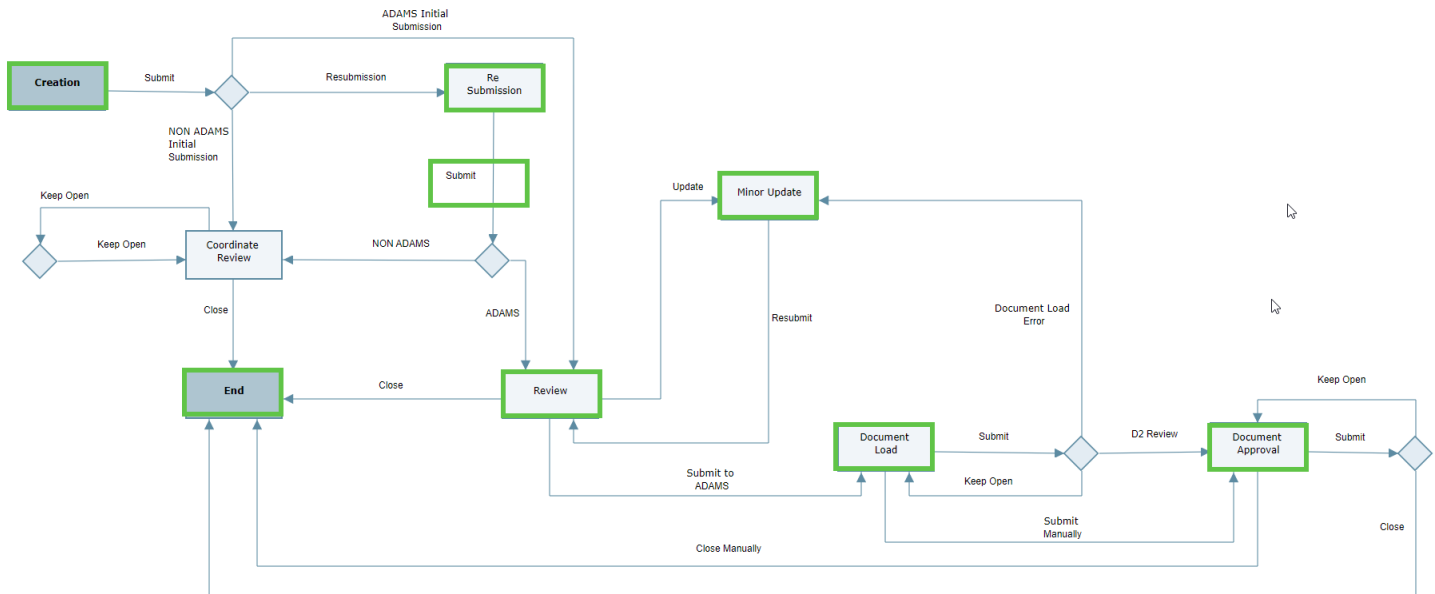 ADAMS Initial
Submission
Creation
Submit
Resubmission
Re
Submission
NON ADAMS
Initial
Submission
Submit
Keep Open
Update
Minor Update
Keep Open
Coordinate
Review
NON ADAMS
Close
ADAMS
Document Load
Error
Resubmit
End
Close
Review
Keep Open
Document
Load
Submit
D2 Review
Document
Approval
Submit
Submit to
ADAMS
Keep Open
Submit
Manually
Close
Close Manually